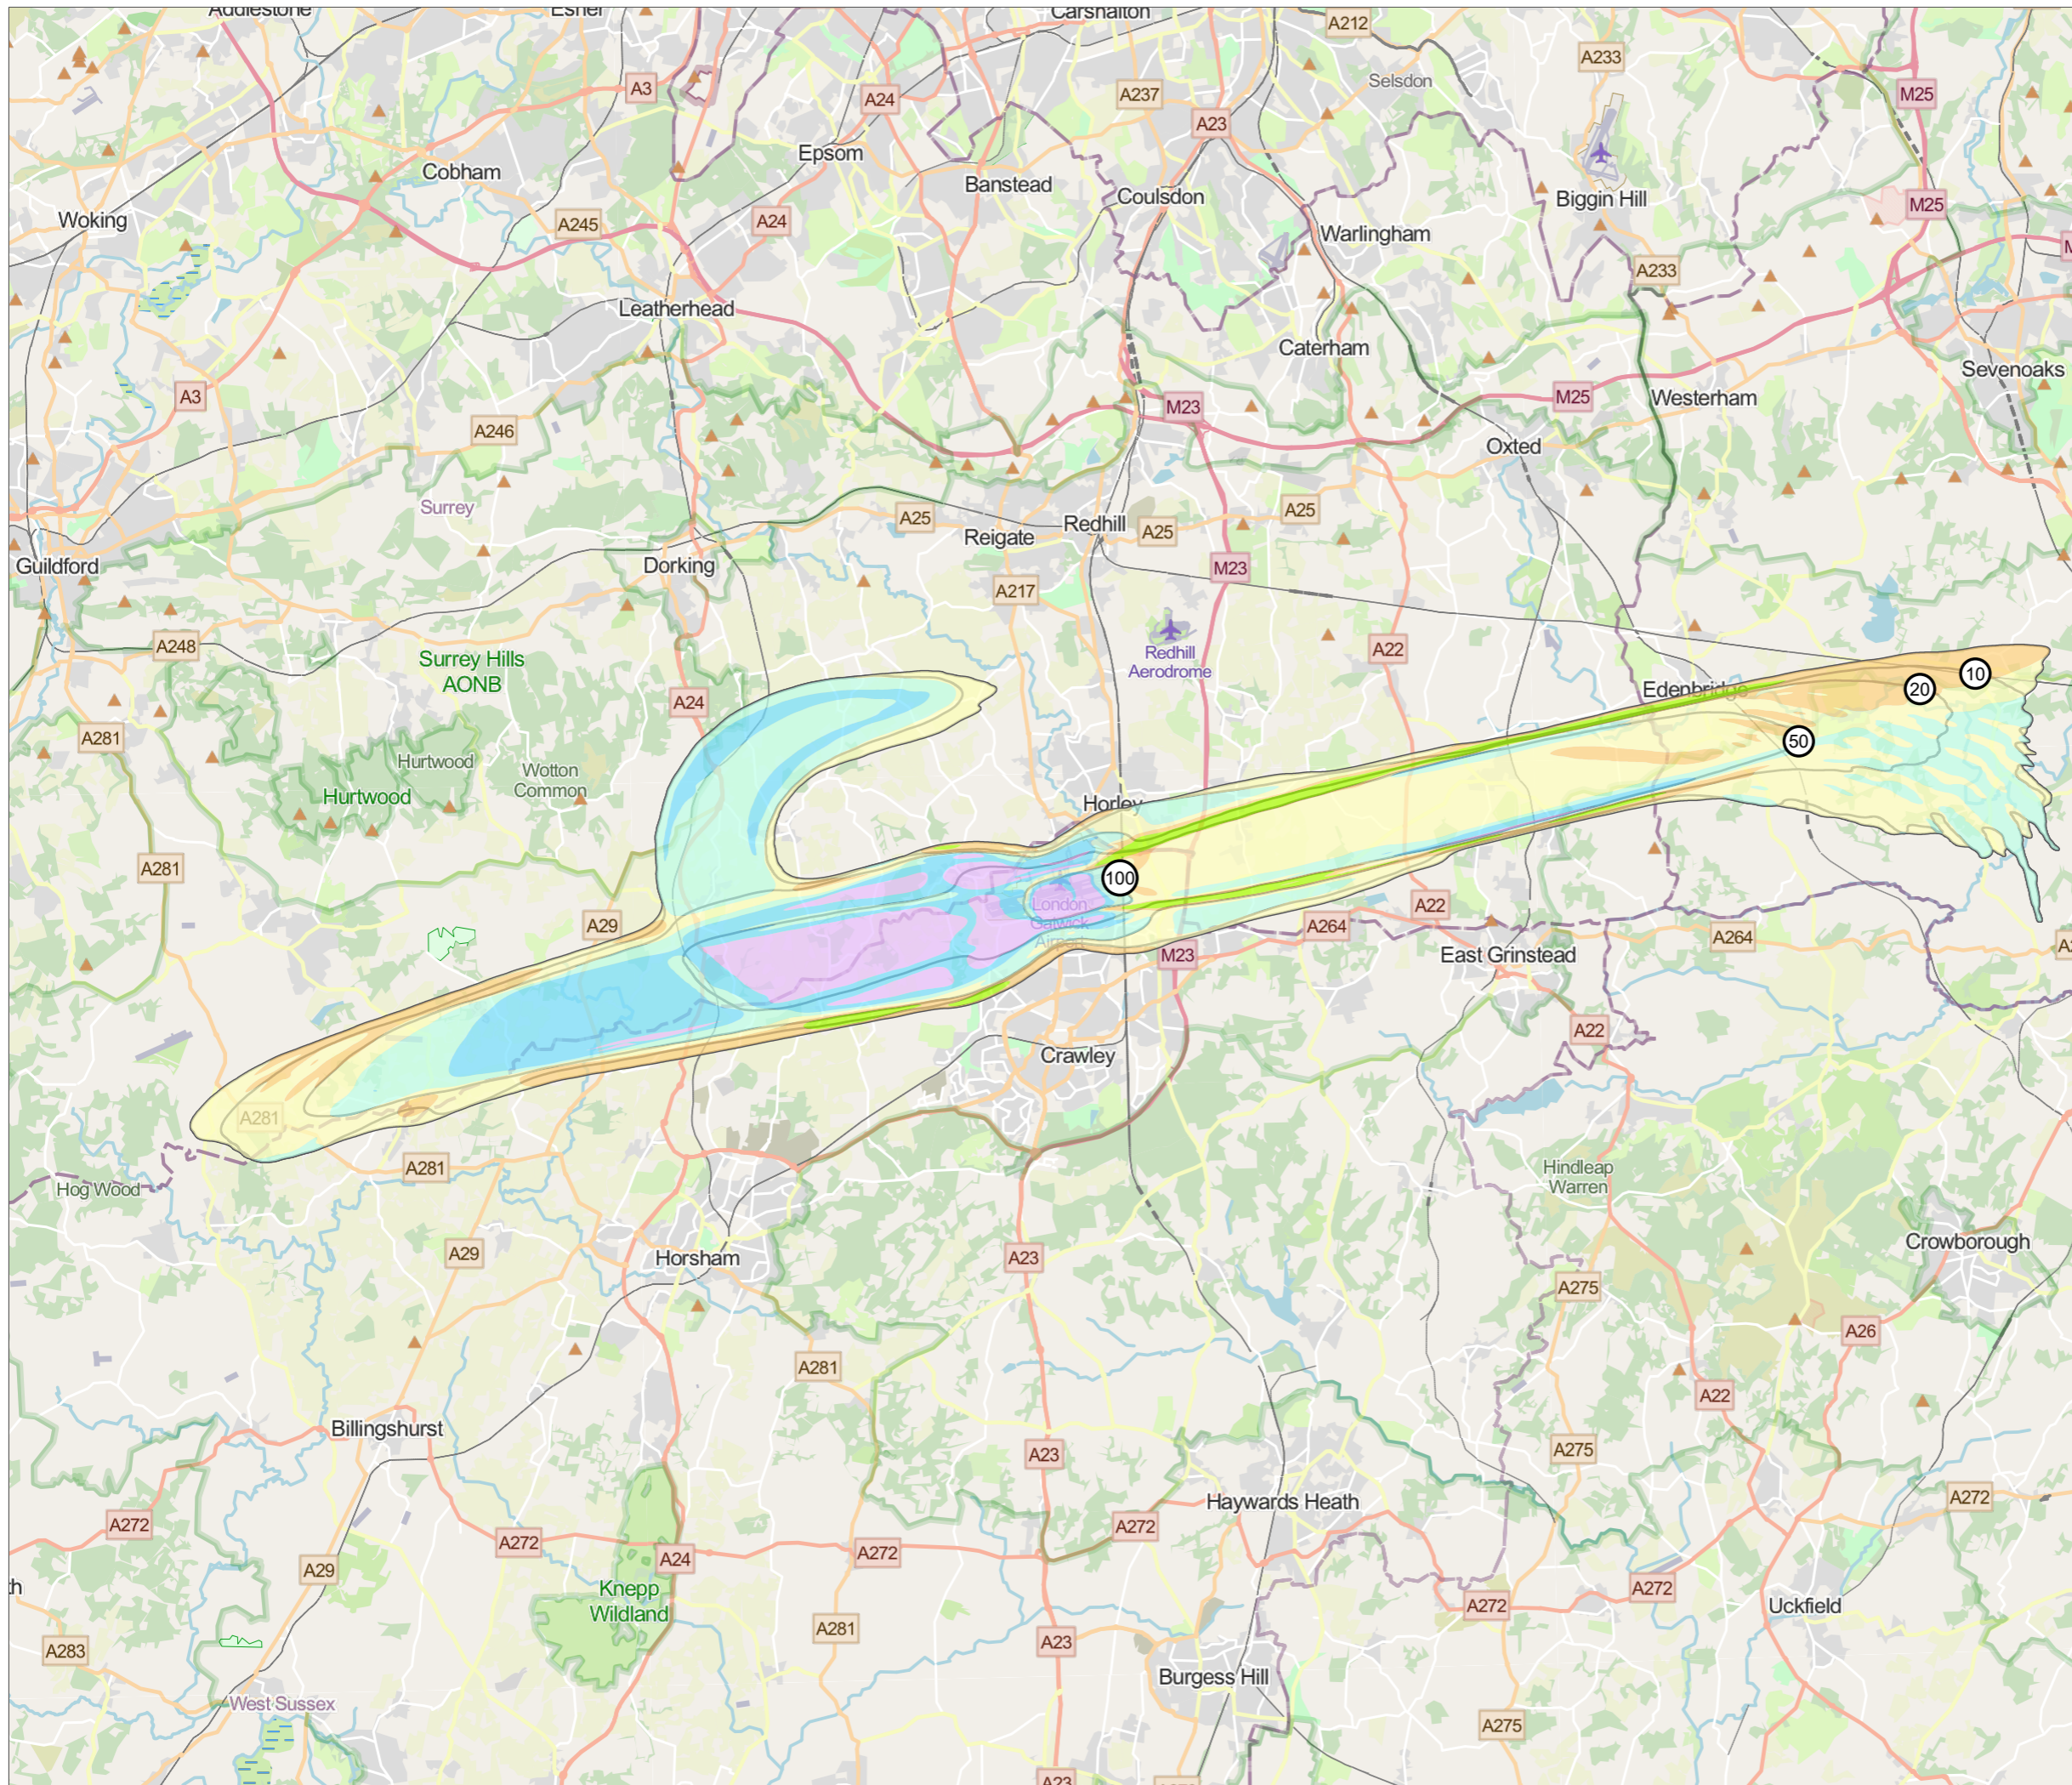 Addlestone
Esher
Carshalton
A212
A233
A3
A24
A237
Selsdon
M25
A23
Epsom
Cobham
Banstead
Coulsdon
Biggin Hill
M25
Woking
A245
A24
Warlingham
A233
Leatherhead
Caterham
Sevenoaks
A3
M23
M25
Westerham
A246
Oxted
Surrey
A25
Redhill
A25
A25
Reigate
Guildford
Dorking
M23
A217
A248
Surrey Hills
AONB
Redhill
Aerodrome
A22
10
20
Edenbridge
A24
A281
50
Hurtwood
Wotton
Common
Hurtwood
Horley
A281
100
London
Gatwick
Airport
A22
A29
A264
A264
M23
East Grinstead
A22
Crawley
A281
A281
Hog Wood
Hindleap
Warren
A29
Horsham
A23
Crowborough
A275
A26
A281
A22
Billingshurst
A23
A275
Haywards Heath
A272
A272
A272
A272
A272
A24
A29
Knepp
Wildland
A272
A272
Uckfield
A281
A283
A23
Burgess Hill
West Sussex
A275
A23